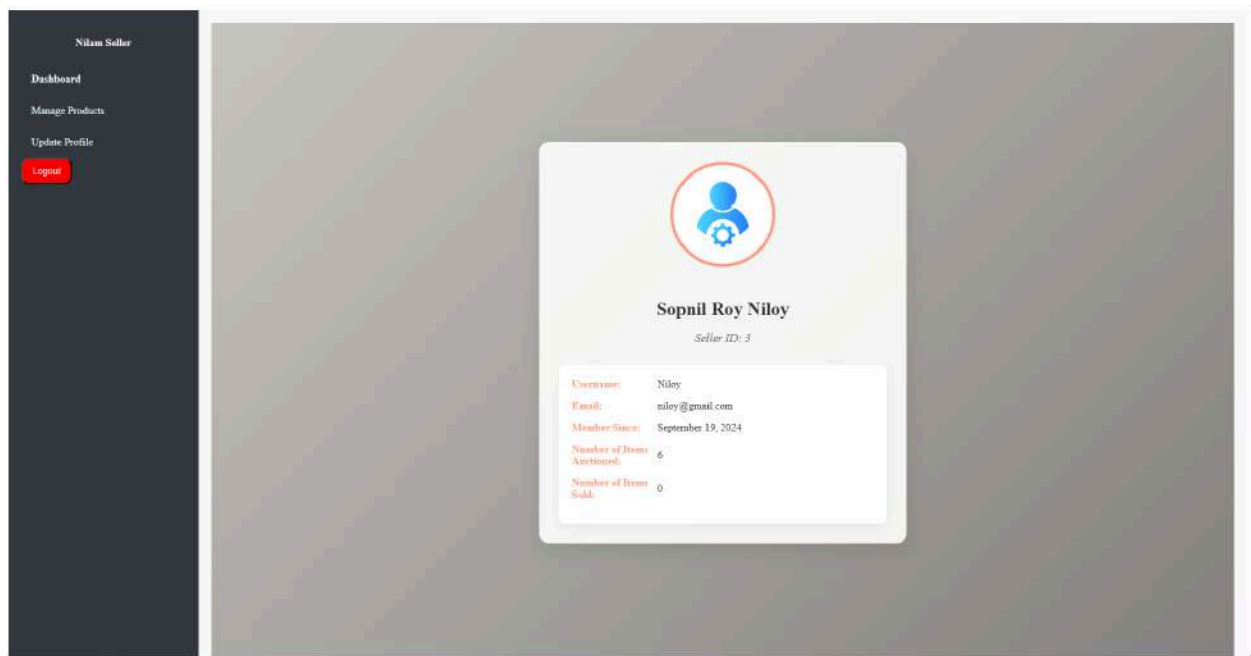 Nilam Seller
Dashboard
Manage Products
Update Profile
Logout
Sopnil Roy Niloy
Seller ID: 3
Username: Niloy
Email: niloy@gmail.com
Member Since: September 19, 2024
Number of Items
Auctioned: 6
Number of Items
Sold: 0